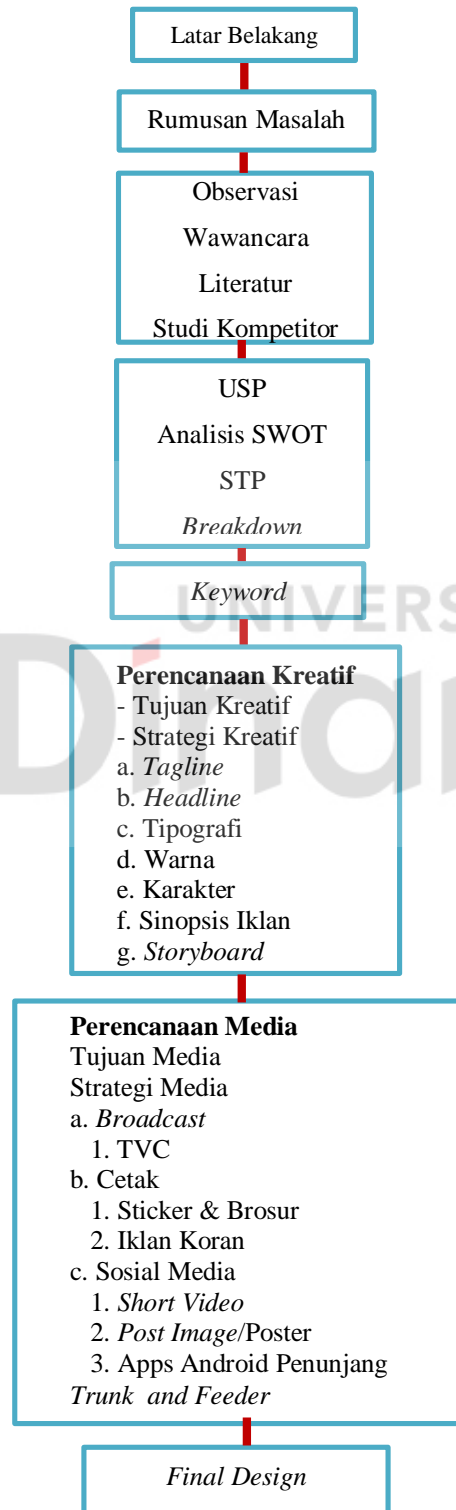 Latar Belakang
Rumusan Masalah
Observasi
Wawancara
Literatur
Studi Kompetitor
USP
Analisis SWOT
STP
Breakdown
Keyword
UNIVERS
Dinar
Perencanaan Kreatif
- Tujuan Kreatif
- Strategi Kreatif
a. Tagline
b. Headline
c. Tipografi
d. Warna
e. Karakter
f. Sinopsis Iklan
g. Storyboard
Perencanaan Media
Tujuan Media
Strategi Media
a. Broadcast
1. TVC
b. Cetak
1. Sticker & Brosur
2. Iklan Koran
c. Sosial Media
1. Short Video
2. Post Image/Poster
3. Apps Android Penunjang
Trunk and Feeder
Final Design